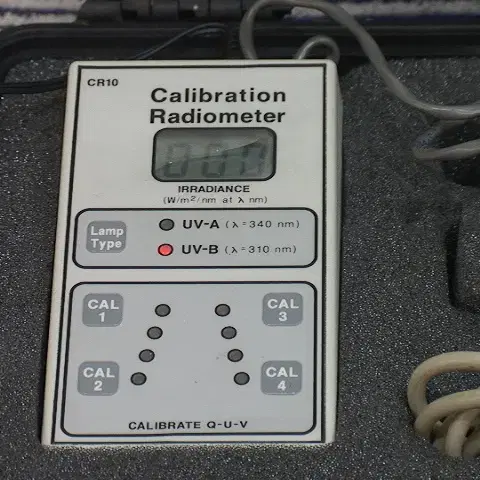 CR10
Calibration
Radiometer
IRRADIANCE
(W/m²/nm at λ nm)
Lamp
Type
UV-A (λ=340 nm)
UV-B (λ=310 nm)
CAL
1
CAL
3
CAL
2
CAL
4
CALIBRATE Q-U-V